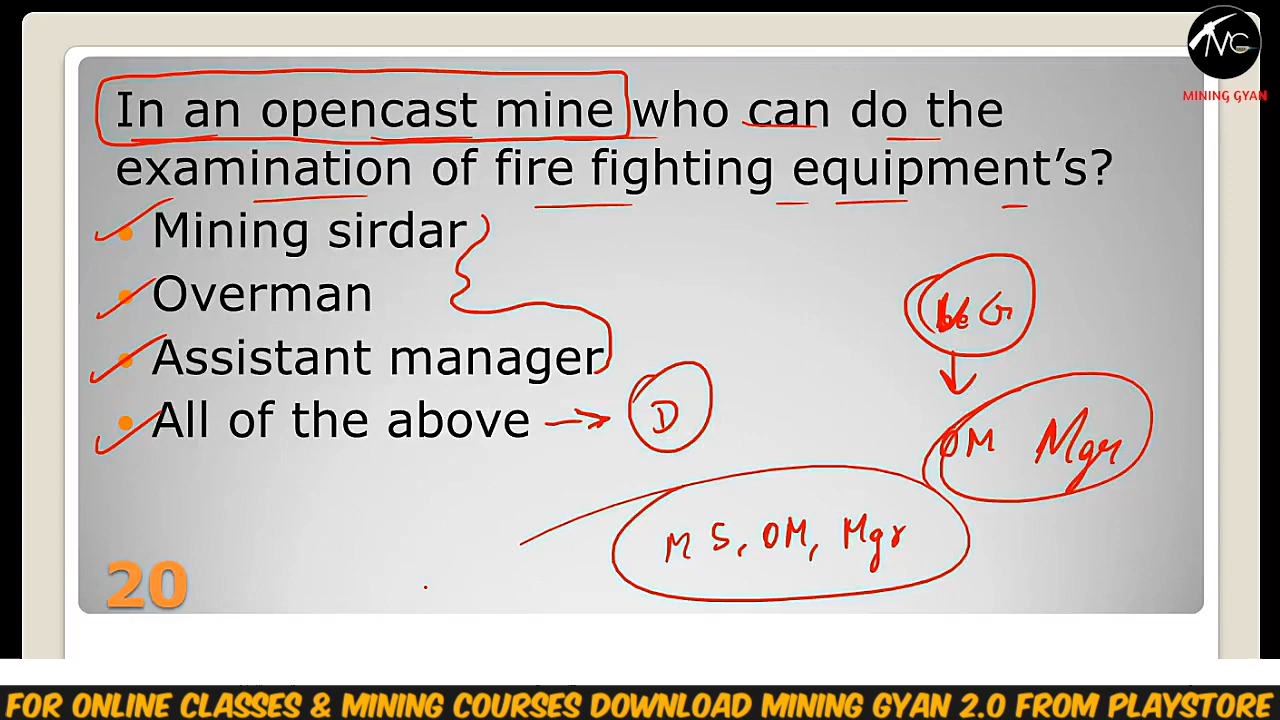 MINING GYAN
In an opencast mine who can do the
examination of fire fighting equipment's?
Mining sirdar
Overman
Assistant manager
All of the above
D
OM Mgr
M S, OM, Mgr
20
FOR ONLINE CLASSES & MINING COURSES DOWNLOAD MINING GYAN 2.0 FROM PLAYSTORE